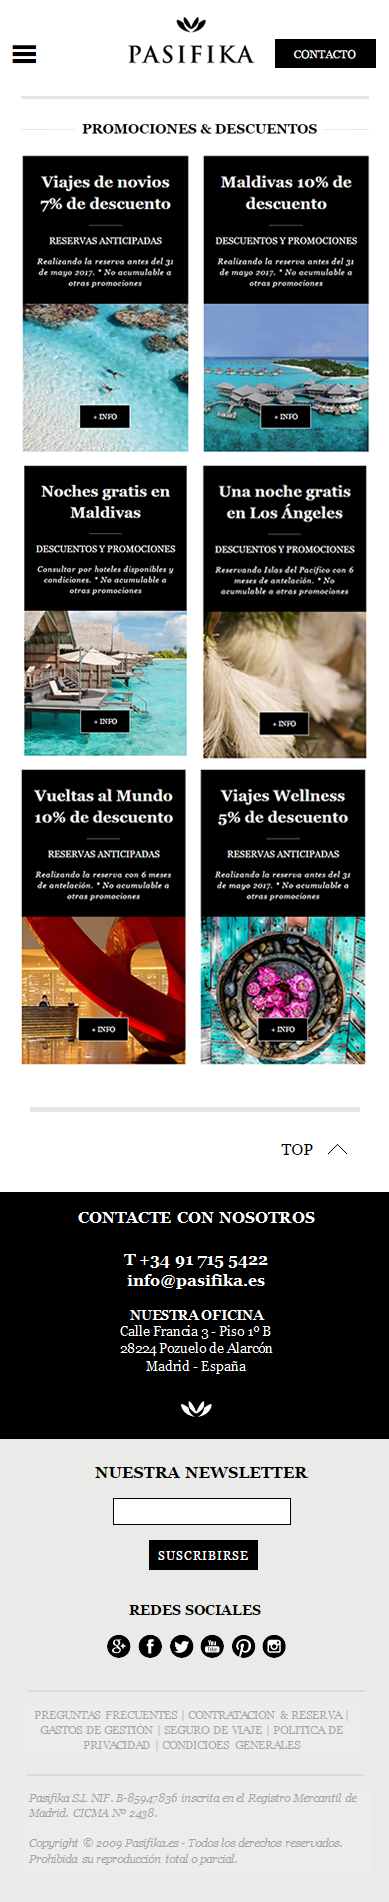 PASIFIKA
CONTACTO
PROMOCIONES & DESCUENTOS
Viajes de novios
7% de descuento
RESERVAS ANTICIPADAS
Realizando la reserva antes del 31
de mayo 2017. * No acumulable a
otras promociones
+ INFO
Maldivas 10% de
descuento
DESCUENTOS Y PROMOCIONES
Realizando la reserva antes del 31
de mayo 2017. * No acumulable a
otras promociones
+ INFO
Noches gratis en
Maldivas
DESCUENTOS Y PROMOCIONES
Consultar por hoteles disponibles y
condiciones. * No acumulable a
otras promociones
+ INFO
Una noche gratis
en Los Ángeles
DESCUENTOS Y PROMOCIONES
Reservando Islas del Pacífico con 6
meses de antelación. * No
acumulable a otras promociones
+ INFO
Vueltas al Mundo
10% de descuento
RESERVAS ANTICIPADAS
Realizando la reserva con 6 meses
de antelación. * No acumulable a
otras promociones
+ INFO
Viajes Wellness
5% de descuento
RESERVAS ANTICIPADAS
Realizando la reserva antes del 31
de mayo 2017. * No acumulable a
otras promociones
+ INFO
TOP
CONTACTE CON NOSOTROS
T +34 91 715 5422
info@pasifika.es
NUESTRA OFICINA
Calle Francia 3 - Piso 1º B
28224 Pozuelo de Alarcón
Madrid - España
NUESTRA NEWSLETTER
SUSCRIBIRSE
REDES SOCIALES
PREGUNTAS FRECUENTES | CONTRATACION & RESERVA |
GASTOS DE GESTIÓN | SEGURO DE VIAJE | POLITICA DE
PRIVACIDAD | CONDICIOES GENERALES
Pasifika S.L NIF. B-85947836 inscrita en el Registro Mercantil de
Madrid. CICMA Nº 2438.
Copyright © 2009 Pasifika.es - Todos los derechos reservados.
Prohibida su reproducción total o parcial.